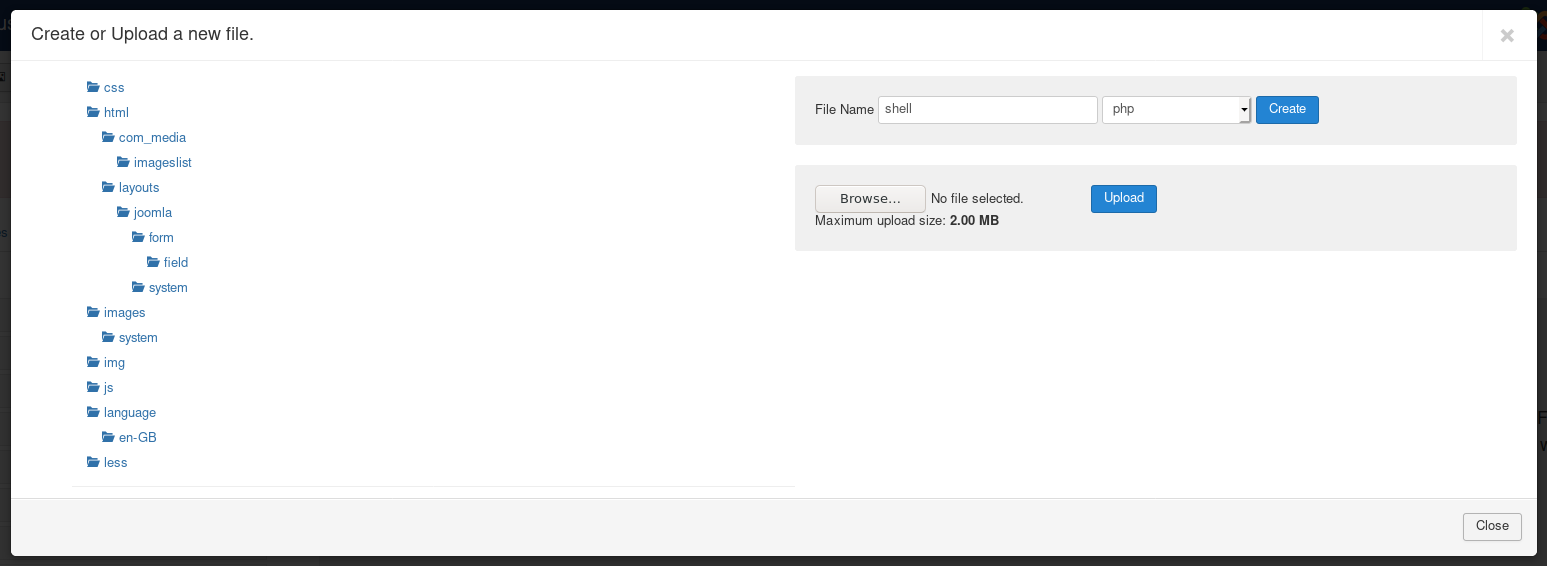 Create or Upload a new file.
css
html
com_media
imageslist
layouts
joomla
form
field
system
images
system
img
js
language
en-GB
less
File Name shell php Create
Browse... No file selected. Upload
Maximum upload size: 2.00 MB
Close